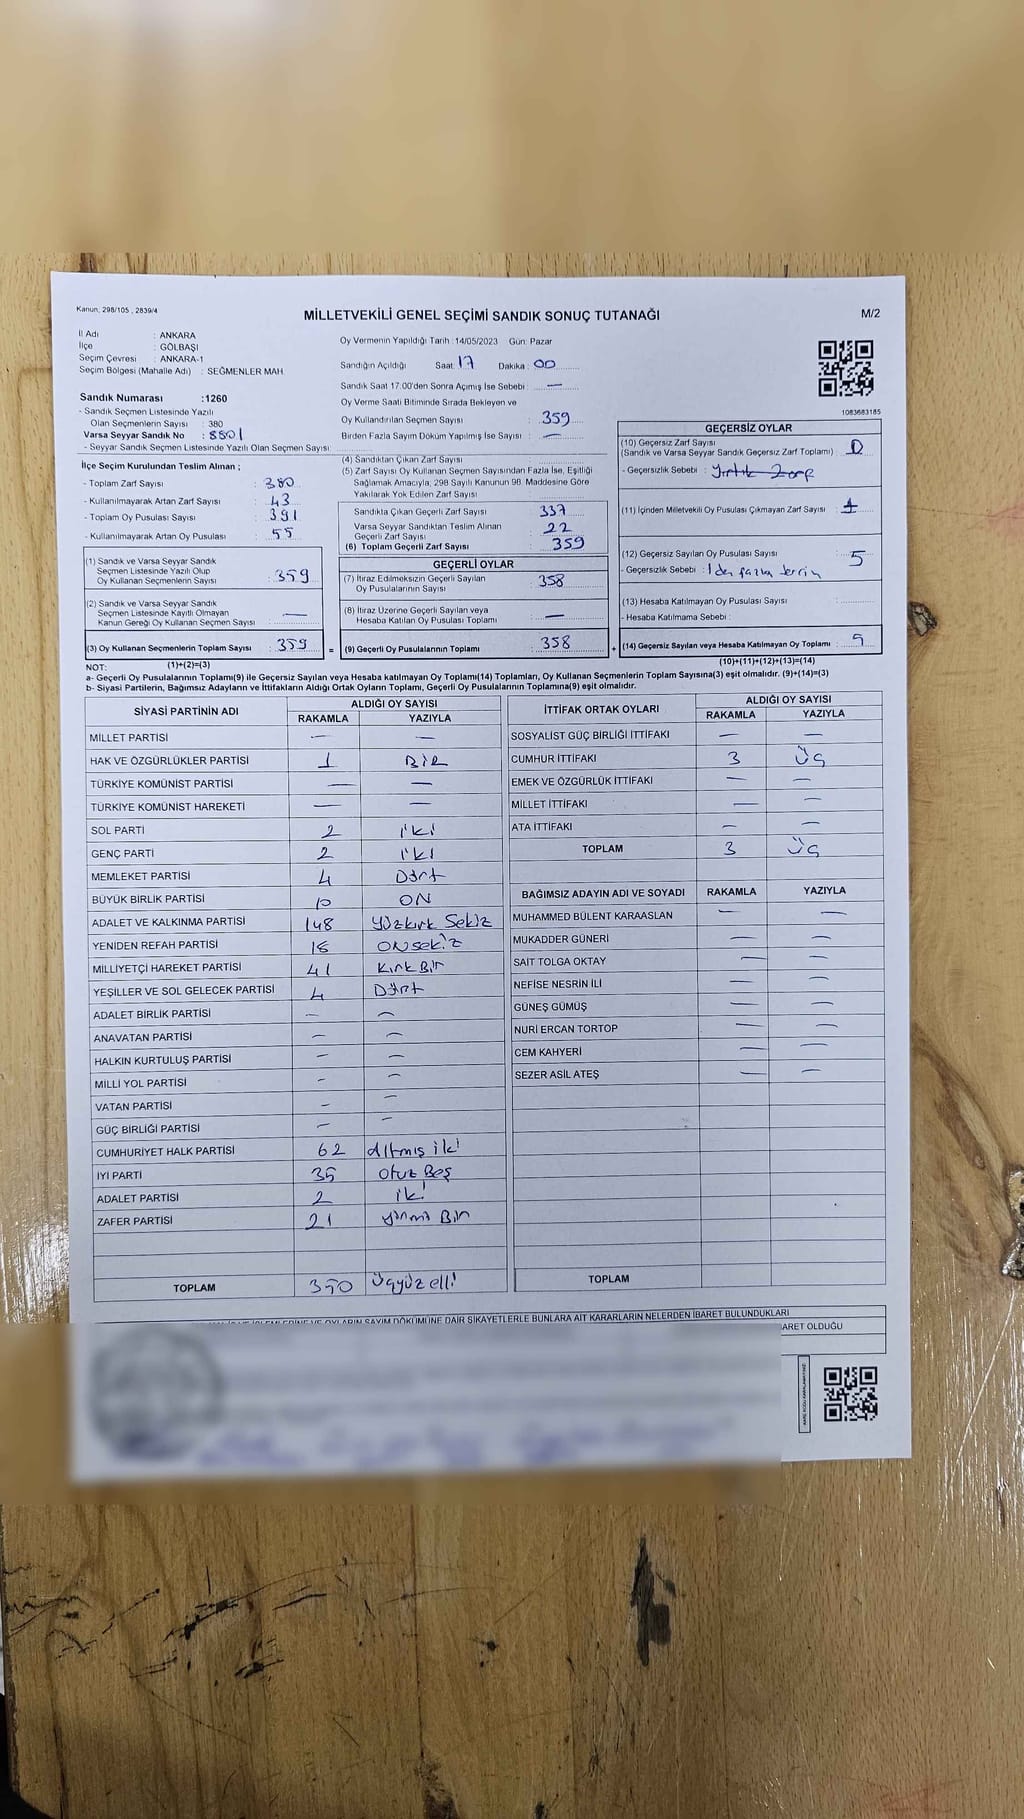 Kanun; 298/105 , 2839/4
MİLLETVEKİLİ GENEL SEÇİMİ SANDIK SONUÇ TUTANAĞI
M/2
İl Adı : ANKARA
İlçe : GÖLBAŞI
Seçim Çevresi : ANKARA-1
Seçim Bölgesi (Mahalle Adı) : SEĞMENLER MAH.
Sandık Numarası :1260
- Sandık Seçmen Listesinde Yazılı
Olan Seçmenlerin Sayısı : 380
Varsa Seyyar Sandık No : 8501
- Seyyar Sandık Seçmen Listesinde Yazılı Olan Seçmen Sayısı:
İlçe Seçim Kurulundan Teslim Alınan ;
- Toplam Zarf Sayısı : 380
- Kullanılmayarak Artan Zarf Sayısı : 43
- Toplam Oy Pusulası Sayısı : 391
- Kullanılmayarak Artan Oy Pusulası : 55
(1) Sandık ve Varsa Seyyar Sandık
Seçmen Listesinde Yazılı Olup
Oy Kullanan Seçmenlerin Sayısı : 359
(2) Sandık ve Varsa Seyyar Sandık
Seçmen Listesinde Kayıtlı Olmayan
Kanun Gereği Oy Kullanan Seçmen Sayısı : —
(3) Oy Kullanan Seçmenlerin Toplam Sayısı : 359 =
Oy Vermenin Yapıldığı Tarih : 14/05/2023 Gün: Pazar
Sandığın Açıldığı Saat: 17 Dakika : 00
Sandık Saat 17:00'den Sonra Açımış İse Sebebi : —
Oy Verme Saati Bitiminde Sırada Bekleyen ve
Oy Kullandırılan Seçmen Sayısı : 359
Birden Fazla Sayım Döküm Yapılmış İse Sayısı : —
(4) Sandıktan Çıkan Zarf Sayısı :
(5) Zarf Sayısı Oy Kullanan Seçmen Sayısından Fazla İse, Eşitliği
Sağlamak Amacıyla; 298 Sayılı Kanunun 98. Maddesine Göre
Yakılarak Yok Edilen Zarf Sayısı :
Sandıkta Çıkan Geçerli Zarf Sayısı : 337
Varsa Seyyar Sandıktan Teslim Alınan
Geçerli Zarf Sayısı : 22
(6) Toplam Geçerli Zarf Sayısı : 359
GEÇERLİ OYLAR
(7) İtiraz Edilmeksizin Geçerli Sayılan
Oy Pusulalarının Sayısı : 358
(8) İtiraz Üzerine Geçerli Sayılan veya
Hesaba Katılan Oy Pusulası Toplamı : —
(9) Geçerli Oy Pusulalarının Toplamı : 358 +
1083683185
GEÇERSİZ OYLAR
(10) Geçersiz Zarf Sayısı
(Sandık ve Varsa Seyyar Sandık Geçersiz Zarf Toplamı) : 0
- Geçersizlik Sebebi : Yırtık Zarf
(11) İçinden Milletvekili Oy Pusulası Çıkmayan Zarf Sayısı :
(12) Geçersiz Sayılan Oy Pusulası Sayısı : 5
- Geçersizlik Sebebi : 1 den fazla
(13) Hesaba Katılmayan Oy Pusulası Sayısı :
- Hesaba Katılmama Sebebi :
(14) Geçersiz Sayılan veya Hesaba Katılmayan Oy Toplamı : 9
NOT: (1)+(2)=(3)
(10)+(11)+(12)+(13)=(14)
a- Geçerli Oy Pusulalarının Toplamı(9) ile Geçersiz Sayılan veya Hesaba katılmayan Oy Toplamı(14) Toplamları, Oy Kullanan Seçmenlerin Toplam Sayısına(3) eşit olmalıdır. (9)+(14)=(3)
b- Siyasi Partilerin, Bağımsız Adayların ve İttifakların Aldığı Ortak Oyların Toplamı, Geçerli Oy Pusulalarının Toplamına(9) eşit olmalıdır.
SİYASİ PARTİNİN ADI ALDIĞI OY SAYISI
RAKAMLA YAZIYLA
MİLLET PARTİSİ — —
HAK VE ÖZGÜRLÜKLER PARTİSİ 1 BİR
TÜRKİYE KOMÜNİST PARTİSİ — —
TÜRKİYE KOMÜNİST HAREKETİ — —
SOL PARTİ 2 iki
GENÇ PARTİ 2 iki
MEMLEKET PARTİSİ 4 Dört
BÜYÜK BİRLİK PARTİSİ 10 ON
ADALET VE KALKINMA PARTİSİ 148 Yüzkırk Sekiz
YENİDEN REFAH PARTİSİ 18 ONsekiz
MİLLİYETÇİ HAREKET PARTİSİ 41 Kırk Bir
YEŞİLLER VE SOL GELECEK PARTİSİ 4 Dört
ADALET BİRLİK PARTİSİ — —
ANAVATAN PARTİSİ — —
HALKIN KURTULUŞ PARTİSİ — —
MİLLİ YOL PARTİSİ — —
VATAN PARTİSİ — —
GÜÇ BİRLİĞİ PARTİSİ — —
CUMHURİYET HALK PARTİSİ 62 Altmış iki
İYİ PARTİ 35 Otuz Beş
ADALET PARTİSİ 2 iki
ZAFER PARTİSİ 21 yirmi Bir
TOPLAM 350 Üçyüz elli
İTTİFAK ORTAK OYLARI ALDIĞI OY SAYISI
RAKAMLA YAZIYLA
SOSYALİST GÜÇ BİRLİĞİ İTTİFAKI — —
CUMHUR İTTİFAKI 3 Üç
EMEK VE ÖZGÜRLÜK İTTİFAKI — —
MİLLET İTTİFAKI — —
ATA İTTİFAKI — —
TOPLAM 3 Üç
BAĞIMSIZ ADAYIN ADI VE SOYADI RAKAMLA YAZIYLA
MUHAMMED BÜLENT KARAASLAN — —
MUKADDER GÜNERİ — —
SAİT TOLGA OKTAY — —
NEFİSE NESRİN İLİ — —
GÜNEŞ GÜMÜŞ — —
NURİ ERCAN TORTOP — —
CEM KAHYERİ — —
SEZER ASİL ATEŞ — —
TOPLAM
OYLARIN SAYIM DÖKÜMÜNE DAİR ŞİKAYETLERLE BUNLARA AİT KARARLARIN NELERDEN İBARET BULUNDUKLARI
OLDUĞU